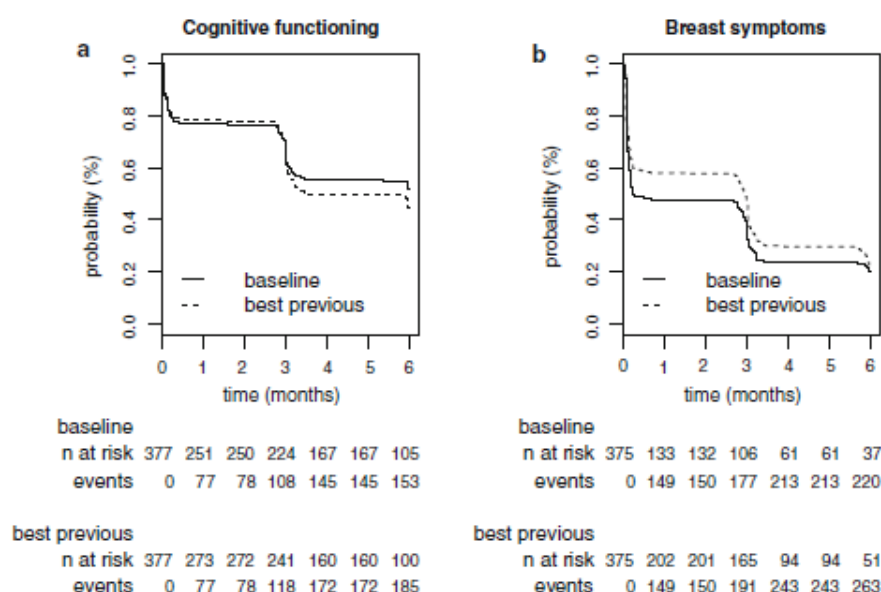 Cognitive functioning
a
probability (%)
0.0 0.2 0.4 0.6 0.8 1.0
baseline
best previous
0 1 2 3 4 5 6
time (months)
baseline
n at risk 377 251 250 224 167 167 105
events 0 77 78 108 145 145 153
best previous
n at risk 377 273 272 241 160 160 100
events 0 77 78 118 172 172 185
Breast symptoms
b
probability (%)
0.0 0.2 0.4 0.6 0.8 1.0
baseline
best previous
0 1 2 3 4 5 6
time (months)
baseline
n at risk 375 133 132 106 61 61 37
events 0 149 150 177 213 213 220
best previous
n at risk 375 202 201 165 94 94 51
events 0 149 150 191 243 243 263